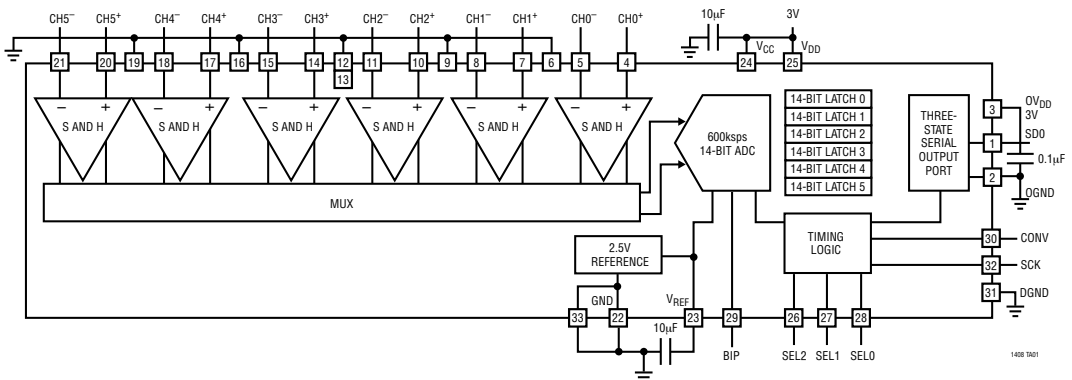 CH5– CH5+ CH4– CH4+ CH3– CH3+ CH2– CH2+ CH1– CH1+ CH0– CH0+
10µF 3V
VCC VDD
21 20 19 18 17 16 15 14 12 11 10 9 8 7 6 5 4 24 25
13
– + – + – + – + – + – +
S AND H S AND H S AND H S AND H S AND H S AND H
MUX
600ksps
14-BIT ADC
14-BIT LATCH 0
14-BIT LATCH 1
14-BIT LATCH 2
14-BIT LATCH 3
14-BIT LATCH 4
14-BIT LATCH 5
THREE-
STATE
SERIAL
OUTPUT
PORT
3 OVDD
3V
1 SD0
0.1µF
2
OGND
2.5V
REFERENCE
TIMING
LOGIC
30 CONV
32 SCK
31 DGND
GND VREF
33 22 23 29 26 27 28
10µF
BIP SEL2 SEL1 SEL0
1408 TA01